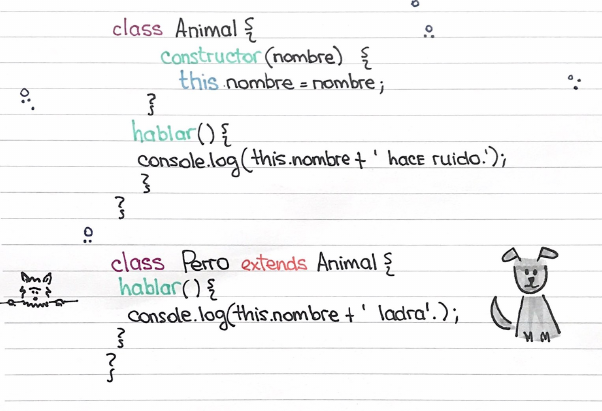 class Animal {
constructor(nombre) {
this.nombre = nombre;
}
hablar() {
console.log(this.nombre + ' hace ruido.');
}
}
class Perro extends Animal {
hablar() {
console.log(this.nombre + ' ladra'.);
}
}